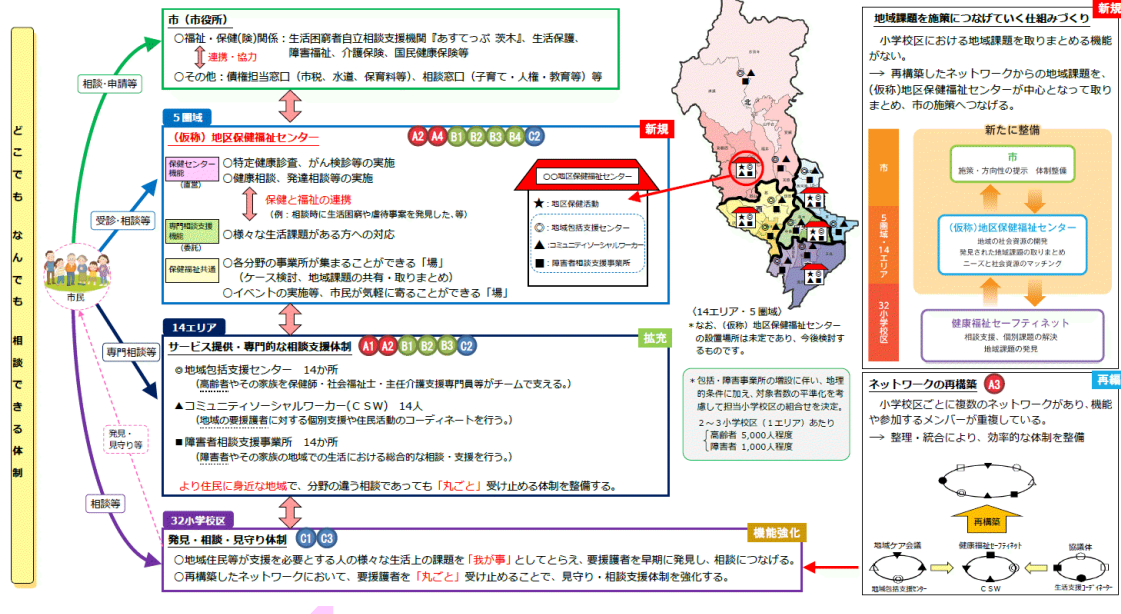 どこでも なんでも 相談できる体制
市民
相談・申請等
受診・相談等
専門相談等
発見・
見守り等
相談等
市（市役所）
○福祉・保健(険)関係：生活困窮者自立相談支援機関『あすてっぷ 茨木』、生活保護、
障害福祉、介護保険、国民健康保険等
連携・協力
○その他：債権担当窓口（市税、水道、保育料等）、相談窓口（子育て・人権・教育等）等
５圏域
（仮称）地区保健福祉センター
A2 A4 B1 B2 B3 B4 C2
新規
保健センター
機能
（直営）
○特定健康診査、がん検診等の実施
○健康相談、発達相談等の実施
保健と福祉の連携
（例：相談時に生活困窮や虐待事案を発見した、等）
専門相談支援
機能
（委託）
○様々な生活課題がある方への対応
保健福祉共通
○各分野の事業所が集まることができる「場」
（ケース検討、地域課題の共有・取りまとめ）
○イベントの実施等、市民が気軽に寄ることができる「場」
○○地区保健福祉センター
★：地区保健活動
◎：地域包括支援センター
▲：コミュニティソーシャルワーカー
■：障害者相談支援事業所
14エリア
サービス提供・専門的な相談支援体制
A1 A2 B1 B2 B3 C2
拡充
◎地域包括支援センター　14か所
（高齢者やその家族を保健師・社会福祉士・主任介護支援専門員等がチームで支える。）
▲コミュニティソーシャルワーカー(ＣＳＷ)　14人
（地域の要援護者に対する個別支援や住民活動のコーディネートを行う。）
■障害者相談支援事業所　14か所
（障害者やその家族の地域での生活における総合的な相談・支援を行う。）
より住民に身近な地域で、分野の違う相談であっても「丸ごと」受け止める体制を整備する。
32小学校区
発見・相談・見守り体制
C1 C3
機能強化
○地域住民等が支援を必要とする人の様々な生活上の課題を「我が事」としてとらえ、要援護者を早期に発見し、相談につなげる。
○再構築したネットワークにおいて、要援護者を「丸ごと」受け止めることで、見守り・相談支援体制を強化する。
北
〈14エリア・５圏域〉
＊なお、（仮称）地区保健福祉センター
の設置場所は未定であり、今後検討す
るものです。
＊包括・障害事業所の増設に伴い、地理
的条件に加え、対象者数の平準化を考
慮して担当小学校区の組合せを決定。
２～３小学校区（１エリア）あたり
高齢者 5,000人程度
障害者 1,000人程度
新規
地域課題を施策につなげていく仕組みづくり
小学校区における地域課題を取りまとめる機能
がない。
→ 再構築したネットワークからの地域課題を、
（仮称）地区保健福祉センターが中心となって取り
まとめ、市の施策へつなげる。
新たに整備
市
市
施策・方向性の提示　体制整備
５圏域・14エリア
（仮称）地区保健福祉センター
地域の社会資源の開発
発見された地域課題の取りまとめ
ニーズと社会資源のマッチング
32小学校区
健康福祉セーフティネット
相談支援、個別課題の解決
地域課題の発見
ネットワークの再構築 A3
再構
小学校区ごとに複数のネットワークがあり、機能
や参加するメンバーが重複している。
→ 整理・統合により、効率的な体制を整備
再構築
地域ケア会議
健康福祉セーフティネット
協議体
地域包括支援センター
ＣＳＷ
生活支援コーディネーター